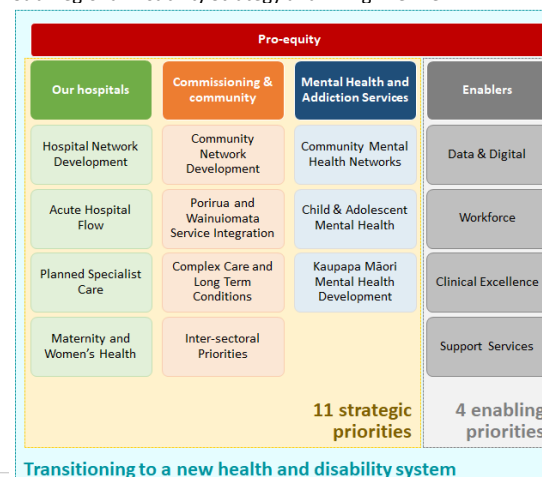 Pro-equity
Our hospitals
Commissioning &
community
Mental Health and
Addiction Services
Enablers
Hospital Network
Development
Community
Network
Development
Community Mental
Health Networks
Data & Digital
Acute Hospital
Flow
Porirua and
Wainuiomata
Service Integration
Child & Adolescent
Mental Health
Workforce
Planned Specialist
Care
Complex Care and
Long Term
Conditions
Kaupapa Māori
Mental Health
Development
Clinical Excellence
Maternity and
Women's Health
Inter-sectoral
Priorities
Support Services
11 strategic
priorities
4 enabling
priorities
Transitioning to a new health and disability system